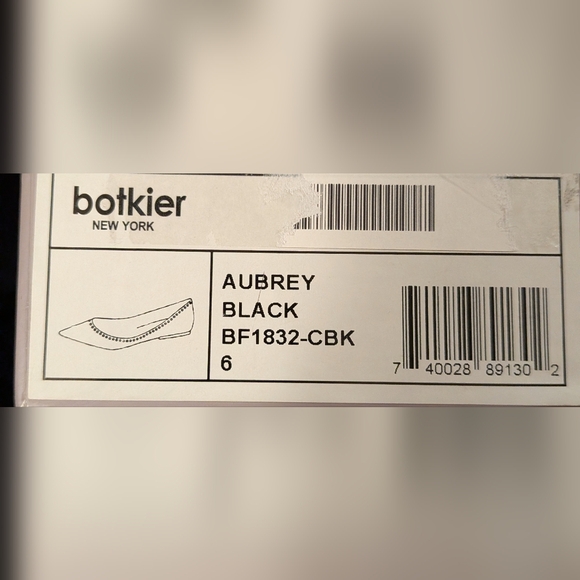 botkier
NEW YORK
AUBREY
BLACK
BF1832-CBK
6
7 40028 89130 2